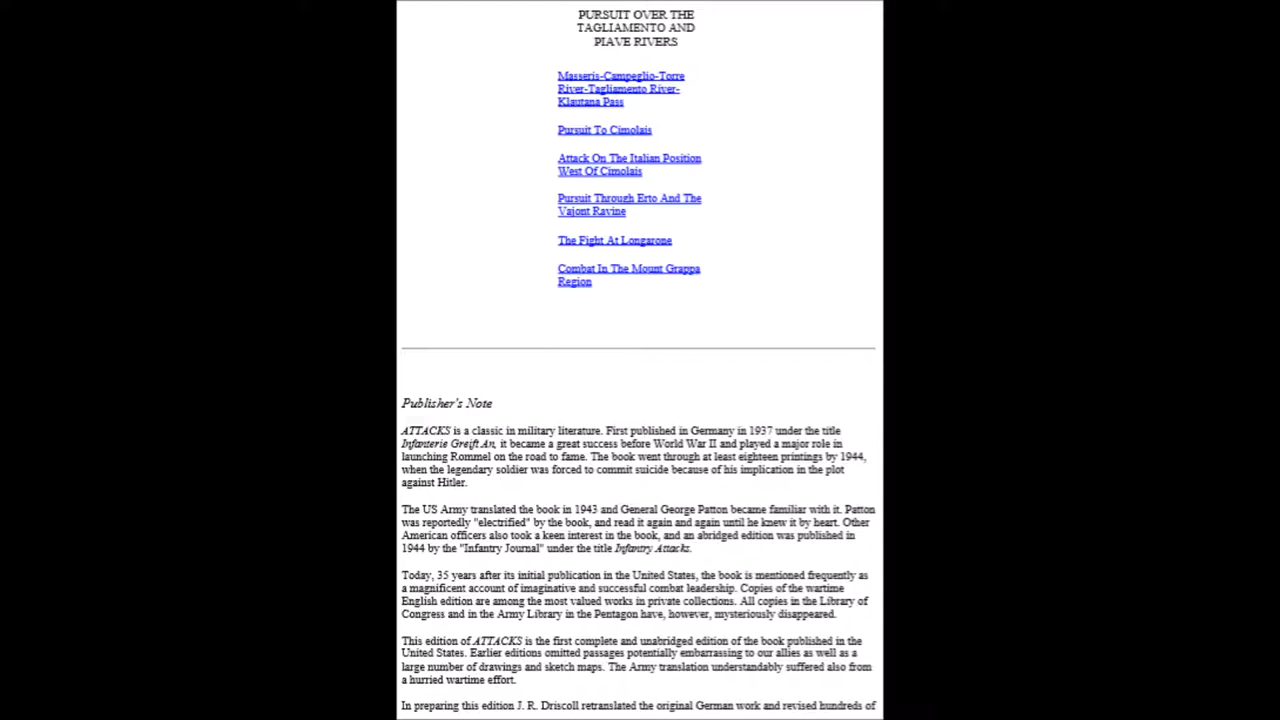 PURSUIT OVER THE
TAGLIAMENTO AND
PIAVE RIVERS
Masseris-Campeglio-Torre
River-Tagliamento River-
Klautana Pass
Pursuit To Cimolais
Attack On The Italian Position
West Of Cimolais
Pursuit Through Erto And The
Vajont Ravine
The Fight At Longarone
Combat In The Mount Grappa
Region
Publisher's Note
ATTACKS is a classic in military literature. First published in Germany in 1937 under the title
Infanterie Greift An, it became a great success before World War II and played a major role in
launching Rommel on the road to fame. The book went through at least eighteen printings by 1944,
when the legendary soldier was forced to commit suicide because of his implication in the plot
against Hitler.
The US Army translated the book in 1943 and General George Patton became familiar with it. Patton
was reportedly "electrified" by the book, and read it again and again until he knew it by heart. Other
American officers also took a keen interest in the book, and an abridged edition was published in
1944 by the "Infantry Journal" under the title Infantry Attacks.
Today, 35 years after its initial publication in the United States, the book is mentioned frequently as
a magnificent account of imaginative and successful combat leadership. Copies of the wartime
English edition are among the most valued works in private collections. All copies in the Library of
Congress and in the Army Library in the Pentagon have, however, mysteriously disappeared.
This edition of ATTACKS is the first complete and unabridged edition of the book published in the
United States. Earlier editions omitted passages potentially embarrassing to our allies as well as a
large number of drawings and sketch maps. The Army translation understandably suffered also from
a hurried wartime effort.
In preparing this edition J. R. Driscoll retranslated the original German work and revised hundreds of